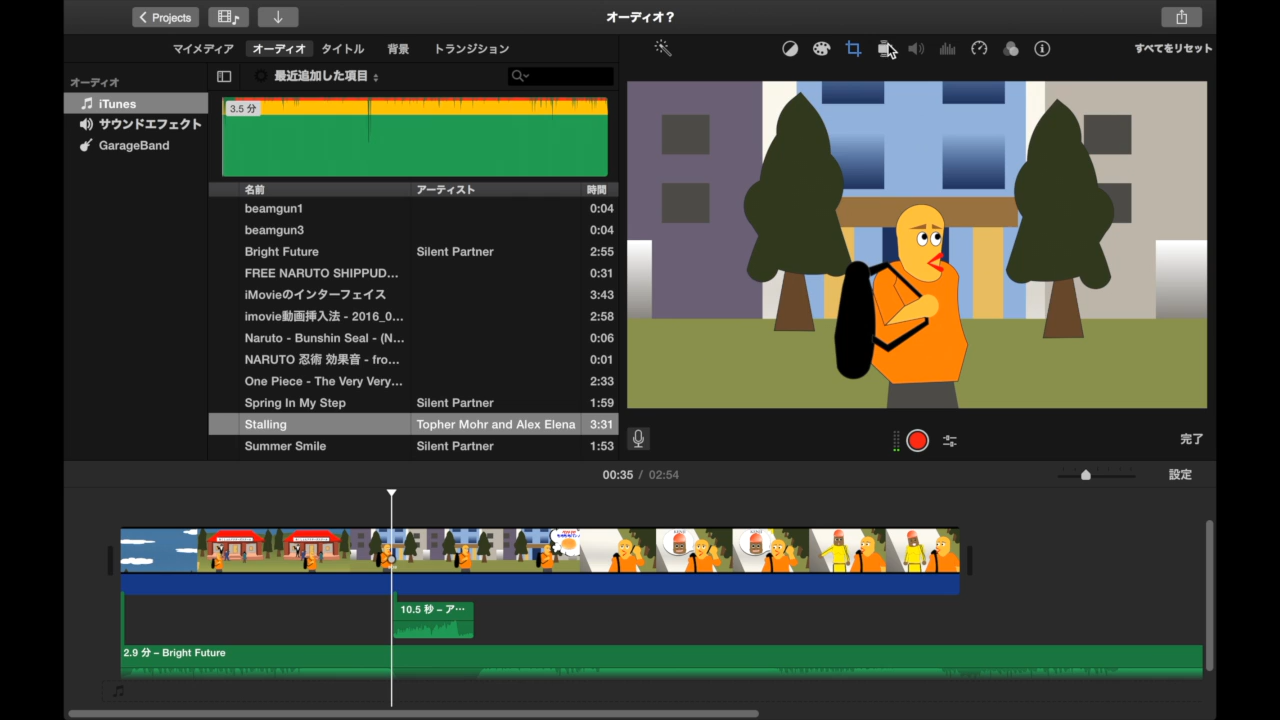 Projects
オーディオ？
マイメディア オーディオ タイトル 背景 トランジション
すべてをリセット
オーディオ
iTunes
サウンドエフェクト
GarageBand
最近追加した項目
3.5 分
名前 アーティスト 時間
beamgun1 0:04
beamgun3 0:04
Bright Future Silent Partner 2:55
FREE NARUTO SHIPPUD... 0:31
iMovieのインターフェイス 3:43
imovie動画挿入法 - 2016_0... 2:58
Naruto - Bunshin Seal - (N... 0:06
NARUTO 忍術 効果音 - fro... 0:01
One Piece - The Very Very... 2:33
Spring In My Step Silent Partner 1:59
Stalling Topher Mohr and Alex Elena 3:31
Summer Smile Silent Partner 1:53
完了
00:35 / 02:54
設定
10.5 秒 – ア…
2.9 分 – Bright Future